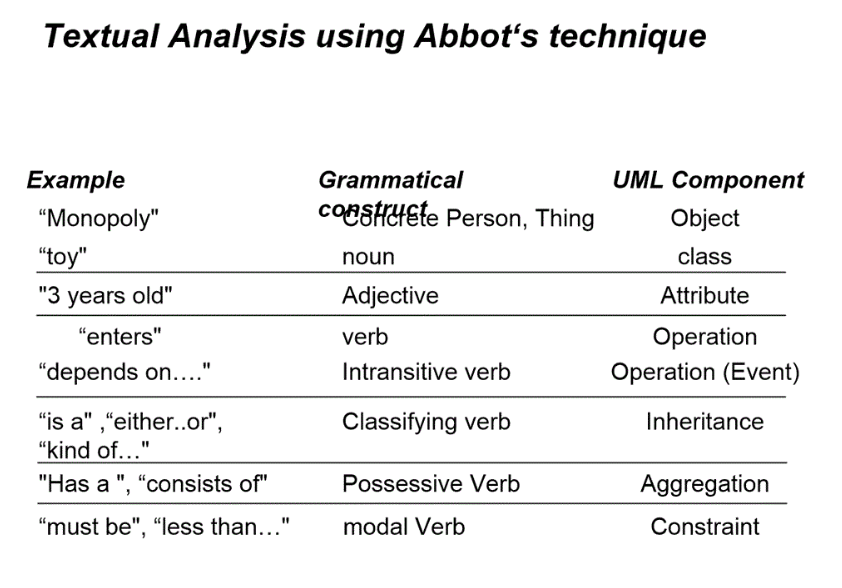 Textual Analysis using Abbot‘s technique
Example Grammatical construct UML Component
“Monopoly" Concrete Person, Thing Object
“toy" noun class
"3 years old" Adjective Attribute
“enters" verb Operation
“depends on…." Intransitive verb Operation (Event)
“is a" ,“either..or", Classifying verb Inheritance
“kind of…"
"Has a ", “consists of" Possessive Verb Aggregation
“must be", “less than…" modal Verb Constraint